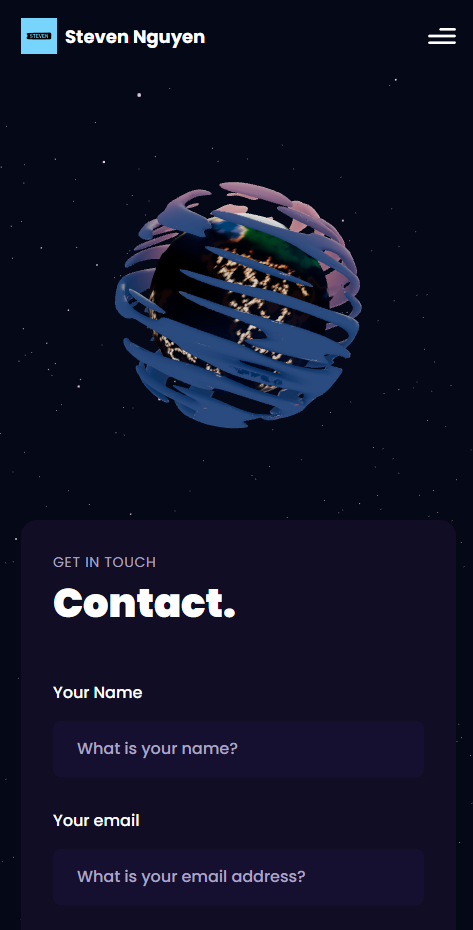 STEVEN
Steven Nguyen
GET IN TOUCH
Contact.
Your Name
What is your name?
Your email
What is your email address?